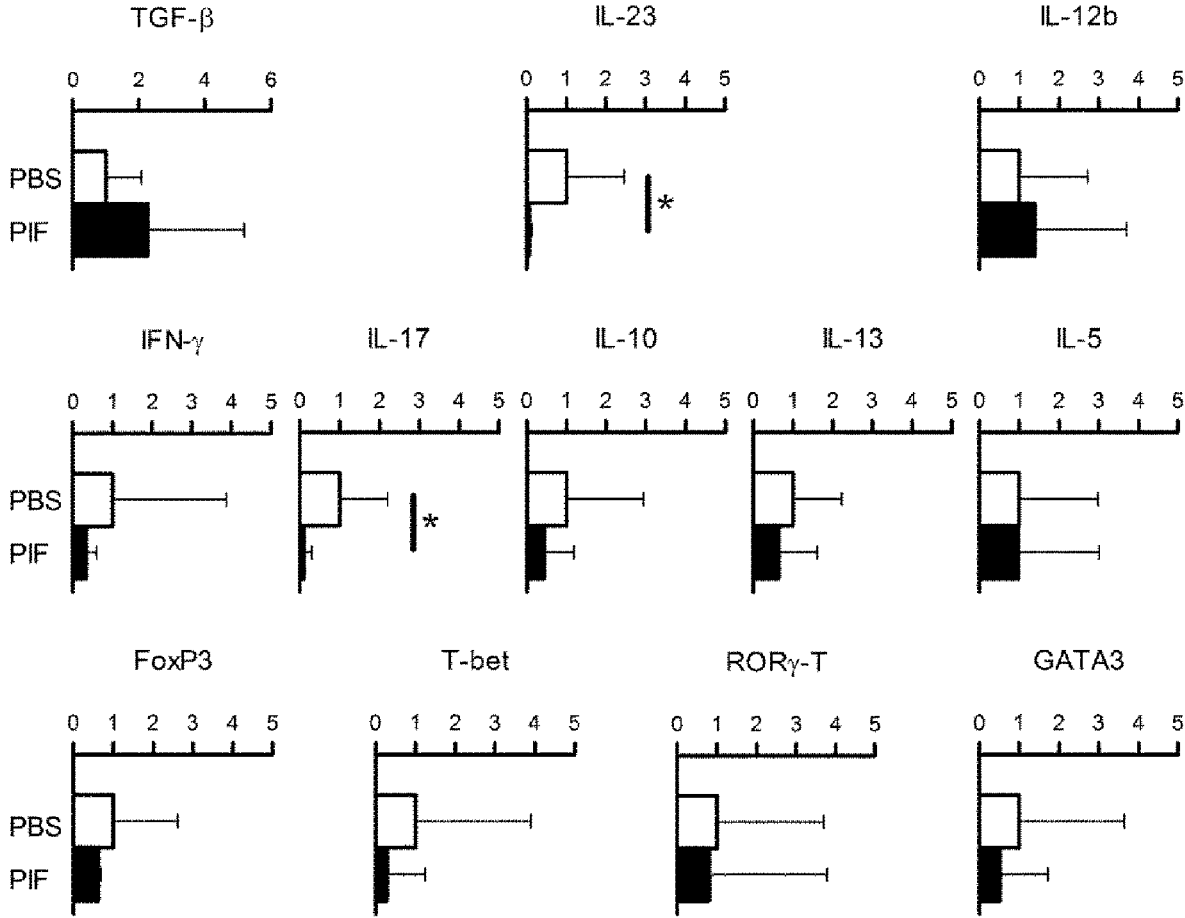 TGF-β IL-23 IL-12b
0 2 4 6 0 1 2 3 4 5 0 1 2 3 4 5
PBS
*
PIF
IFN-γ IL-17 IL-10 IL-13 IL-5
0 1 2 3 4 5 0 1 2 3 4 5 0 1 2 3 4 5 0 1 2 3 4 5 0 1 2 3 4 5
PBS
*
PIF
FoxP3 T-bet RORγ-T GATA3
0 1 2 3 4 5 0 1 2 3 4 5 0 1 2 3 4 5 0 1 2 3 4 5
PBS
PIF